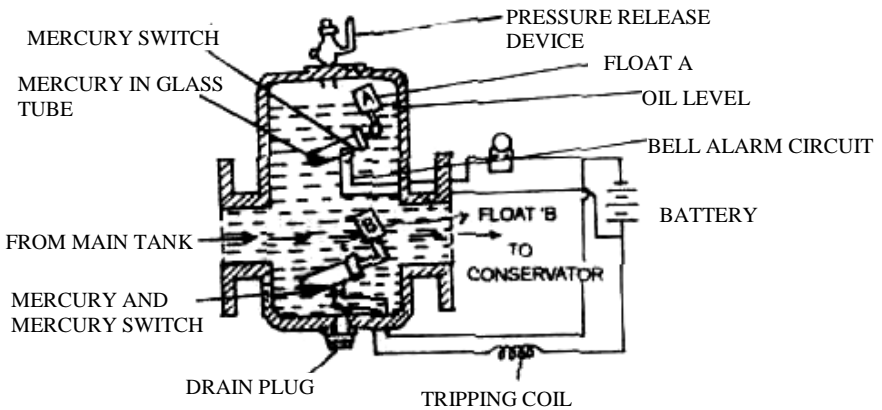 PRESSURE RELEASE
DEVICE
MERCURY SWITCH
FLOAT A
MERCURY IN GLASS
TUBE
A
OIL LEVEL
BELL ALARM CIRCUIT
B
FLOAT 'B
BATTERY
FROM MAIN TANK
TO
CONSERVATOR
MERCURY AND
MERCURY SWITCH
DRAIN PLUG
TRIPPING COIL